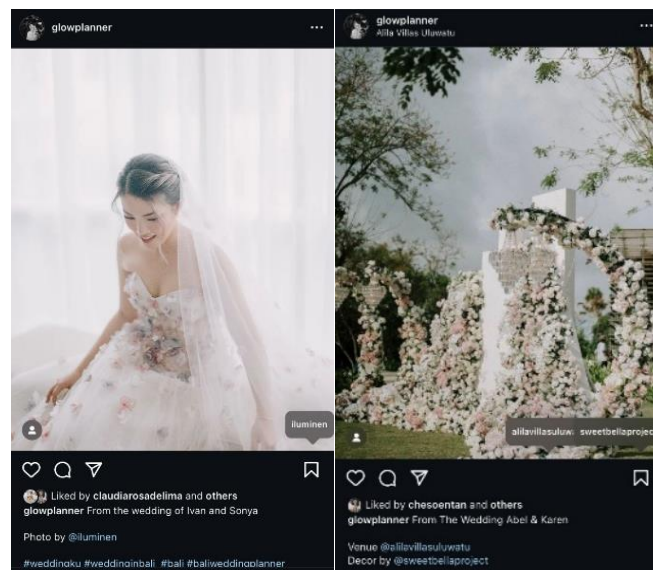 glowplanner
iluminen
Liked by claudiarosadelima and others
glowplanner From the wedding of Ivan and Sonya
Photo by @iluminen
#weddingku #weddinginbali #bali #baliweddingplanner
glowplanner
Alila Villas Uluwatu
alilavillasuluw: sweetbellaprojec
Liked by chesoentan and others
glowplanner From The Wedding Abel & Karen
Venue @alilavillasuluwatu
Decor by @sweetbellaproject